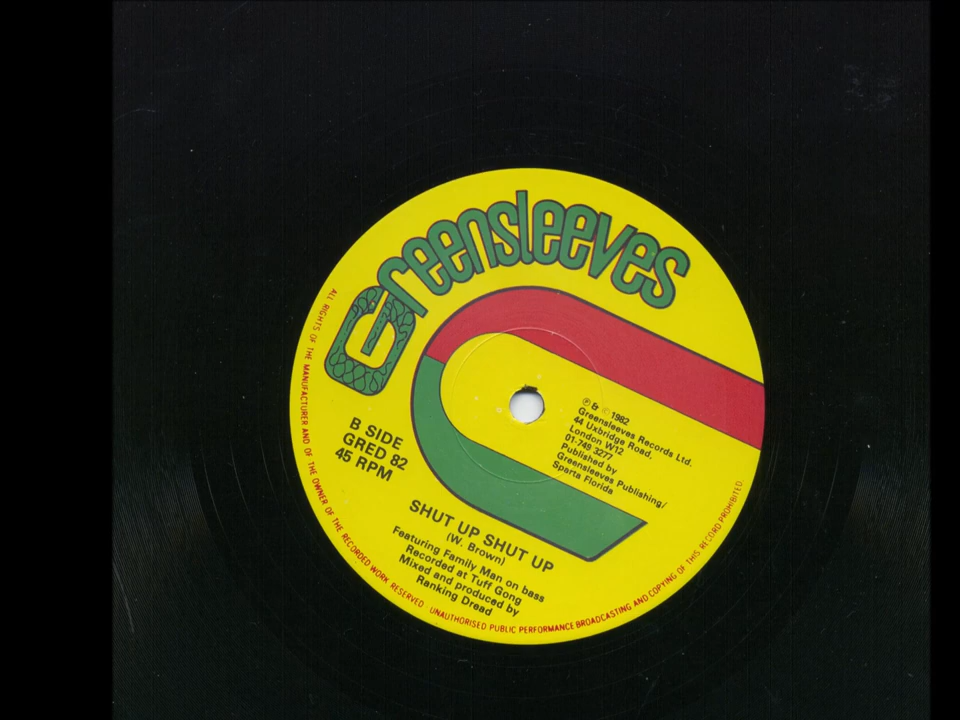 Greensleeves
℗ & © 1982
Greensleeves Records Ltd.
44 Uxbridge Road,
London W12
01-749 3277
Published by
Greensleeves Publishing/
Sparta Florida
B SIDE
GRED 82
45 RPM
SHUT UP SHUT UP
(W. Brown)
Featuring Family Man on bass
Recorded at Tuff Gong
Mixed and produced by
Ranking Dread
ALL RIGHTS OF THE MANUFACTURER AND OF THE OWNER OF THE RECORDED WORK RESERVED. UNAUTHORISED PUBLIC PERFORMANCE BROADCASTING AND COPYING OF THIS RECORD PROHIBITED.